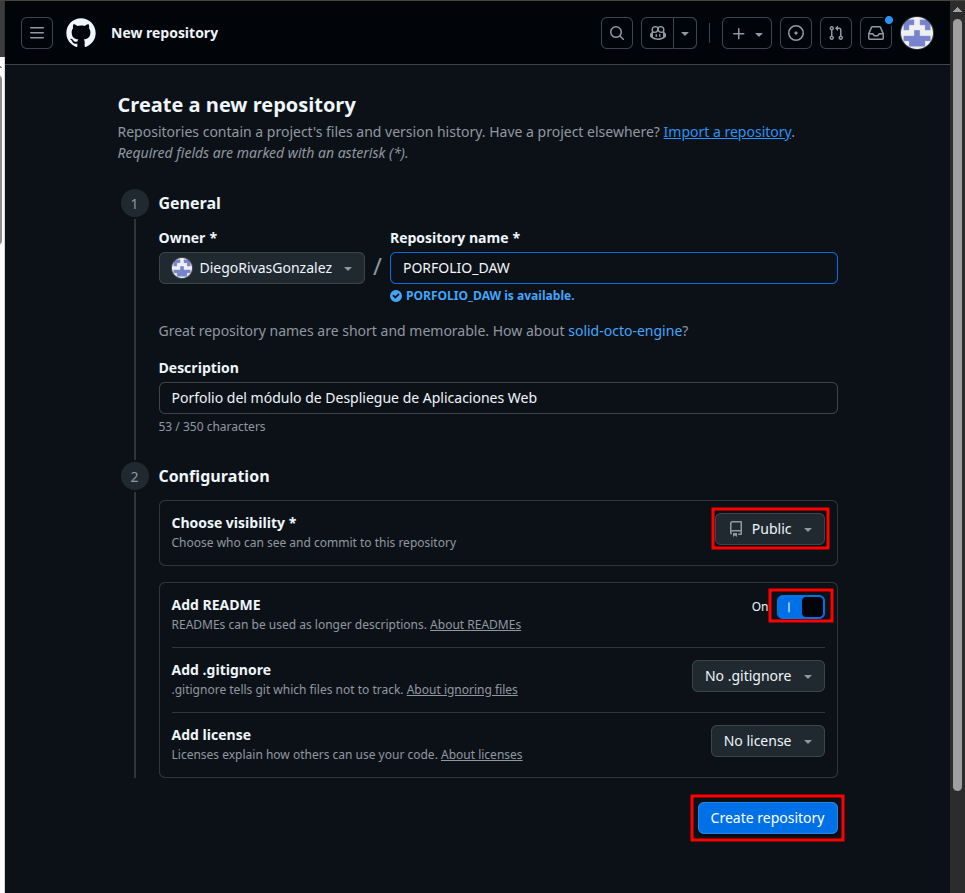 New repository
Create a new repository
Repositories contain a project's files and version history. Have a project elsewhere? Import a repository.
Required fields are marked with an asterisk (*).
1 General
Owner * Repository name *
DiegoRivasGonzalez / PORFOLIO_DAW
PORFOLIO_DAW is available.
Great repository names are short and memorable. How about solid-octo-engine?
Description
Porfolio del módulo de Despliegue de Aplicaciones Web
53 / 350 characters
2 Configuration
Choose visibility * Public
Choose who can see and commit to this repository
Add README On
READMEs can be used as longer descriptions. About READMEs
Add .gitignore No .gitignore
.gitignore tells git which files not to track. About ignoring files
Add license No license
Licenses explain how others can use your code. About licenses
Create repository